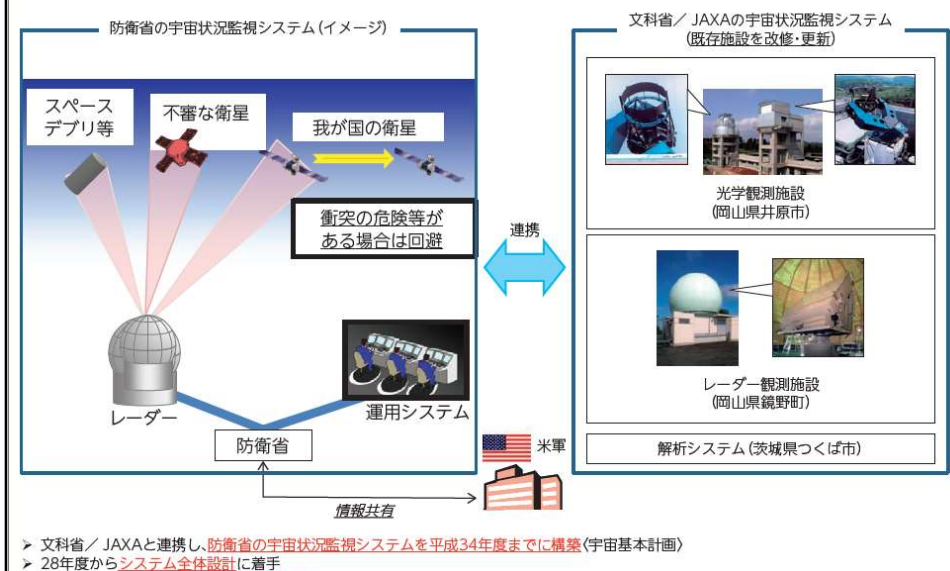 防衛省の宇宙状況監視システム(イメージ)
スペース
デブリ等
不審な衛星
我が国の衛星
衝突の危険等が
ある場合は回避
レーダー
運用システム
防衛省
連携
文科省／JAXAの宇宙状況監視システム
(既存施設を改修・更新)
光学観測施設
(岡山県井原市)
レーダー観測施設
(岡山県鏡野町)
解析システム(茨城県つくば市)
米軍
情報共有
➢ 文科省／JAXAと連携し、防衛省の宇宙状況監視システムを平成34年度までに構築〈宇宙基本計画〉
➢ 28年度からシステム全体設計に着手